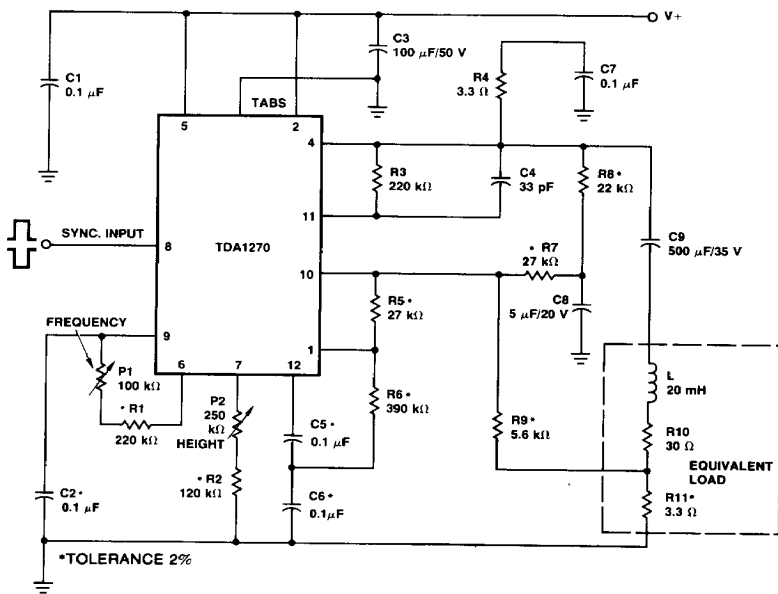 V+
C3
100 µF/50 V
C1
0.1 µF
R4
3.3 Ω
C7
0.1 µF
TABS
5
2
4
R3
220 kΩ
C4
33 pF
R8*
22 kΩ
11
SYNC. INPUT
8
TDA1270
C9
500 µF/35 V
10
* R7
27 kΩ
R5*
27 kΩ
C8
5 µF/20 V
FREQUENCY
9
1
P1
100 kΩ
6
7
12
L
20 mH
* R1
220 kΩ
P2
250
kΩ
HEIGHT
C5*
0.1 µF
R6*
390 kΩ
R9*
5.6 kΩ
R10
30 Ω
EQUIVALENT
LOAD
C2*
0.1 µF
* R2
120 kΩ
C6*
0.1µF
R11*
3.3 Ω
*TOLERANCE 2%